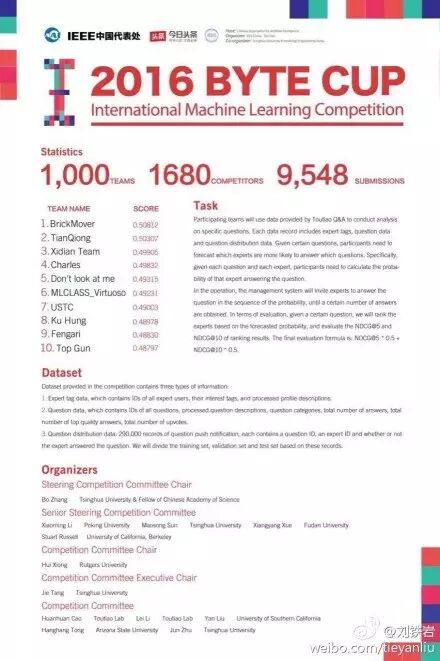 IEEE中国代表处 头条 今日头条
2016 BYTE CUP
International Machine Learning Competition
Statistics
1,000 TEAMS 1680 COMPETITORS 9,548 SUBMISSIONS
TEAM NAME SCORE
1. BrickMover 0.50812
2. TianQiong 0.50307
3. Xidian Team 0.49905
4. Charles 0.49832
5. Don't look at me 0.49315
6. MLCLASS_Virtuoso 0.49231
7. USTC 0.49003
8. Ku Hung 0.48978
9. Fengari 0.48830
10. Top Gun 0.48797
Task
Participating teams will use data provided by Toutiao Q&A to conduct analysis
on specific questions. Each data record includes expert tags, question data
and question distribution data. Given certain questions, participants need to
forecast which experts are more likely to answer which questions. Specifically,
given each question and each expert, participants need to calculate the proba-
bility of that expert answering the question.
In the operation, the management system will invite experts to answer the
question in the sequence of the probability, until a certain number of answers
are obtained. In terms of evaluation, given a certain question, we will rank the
experts based on the forecasted probability, and evaluate the NDCG@5 and
NDCG@10 of ranking results. The final evaluation formula is: NDCG@5 * 0.5 +
NDCG@10 * 0.5.
Dataset
Dataset provided in the competition contains three types of information:
1. Expert tag data, which contains IDs of all expert users, their interest tags, and processed profile descriptions.
2. Question data, which contains IDs of all questions, processed question descriptions, question categories, total number of answers, total
number of top quality answers, total number of upvotes.
3. Question distribution data: 290,000 records of question push notification, each contains a question ID, an expert ID and whether or not
the expert answered the question. We will divide the training set, validation set and test set based on these records.
Organizers
Steering Competition Committee Chair
Bo Zhang Tsinghua University & Fellow of Chinese Academy of Science
Senior Steering Competition Committee
Xiaoming Li Peking University Maosong Sun Tsinghua University Xiangyang Xue Fudan University
Stuart Russell University of California, Berkeley
Competition Committee Chair
Hui Xiong Rutgers University
Competition Committee Executive Chair
Jie Tang Tsinghua University
Competition Committee
Huanhuan Cao Toutiao Lab Lei Li Toutiao Lab Yan Liu University of Southern California
Hanghang Tong Arizona State University Jun Zhu Tsinghua University
@刘铁岩
weibo.com/tieyanliu